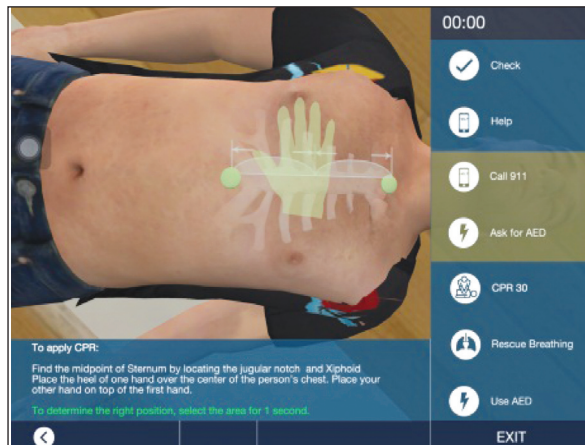 00:00
Check
Help
Call 911
Ask for AED
CPR 30
Rescue Breathing
Use AED
To apply CPR:
Find the midpoint of Sternum by locating the jugular notch and Xiphoid
Place the heel of one hand over the center of the person's chest. Place your
other hand on top of the first hand.
To determine the right position, select the area for 1 second.
EXIT